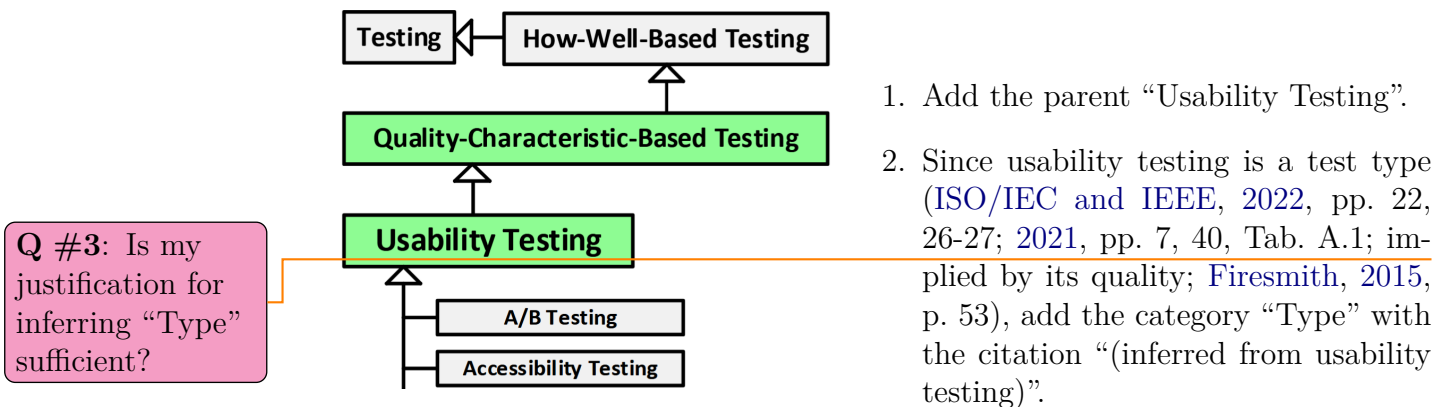 Testing
How-Well-Based Testing
Quality-Characteristic-Based Testing
Usability Testing
A/B Testing
Accessibility Testing
Q #3: Is my
justification for
inferring “Type”
sufficient?
1. Add the parent “Usability Testing”.
2. Since usability testing is a test type
(ISO/IEC and IEEE, 2022, pp. 22,
26-27; 2021, pp. 7, 40, Tab. A.1; im-
plied by its quality; Firesmith, 2015,
p. 53), add the category “Type” with
the citation “(inferred from usability
testing)”.